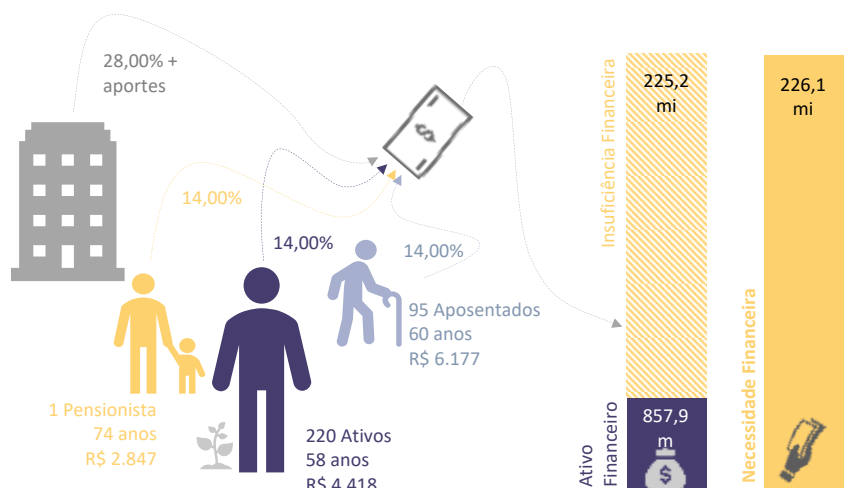 28,00% +
aportes
14,00%
14,00%
14,00%
95 Aposentados
60 anos
R$ 6.177
1 Pensionista
74 anos
R$ 2.847
220 Ativos
58 anos
R$ 4.418
Insuficiência Financeira
225,2
mi
Ativo
Financeiro
857,9
m
Necessidade Financeira
226,1
mi